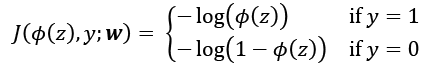 J(ϕ(z), y; w) = { −log(ϕ(z)) if y = 1
−log(1 − ϕ(z)) if y = 0